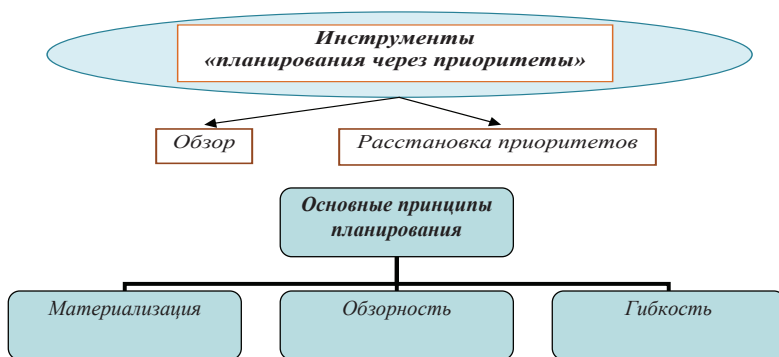 Инструменты
«планирования через приоритеты»
Обзор
Расстановка приоритетов
Основные принципы
планирования
Материализация
Обзорность
Гибкость